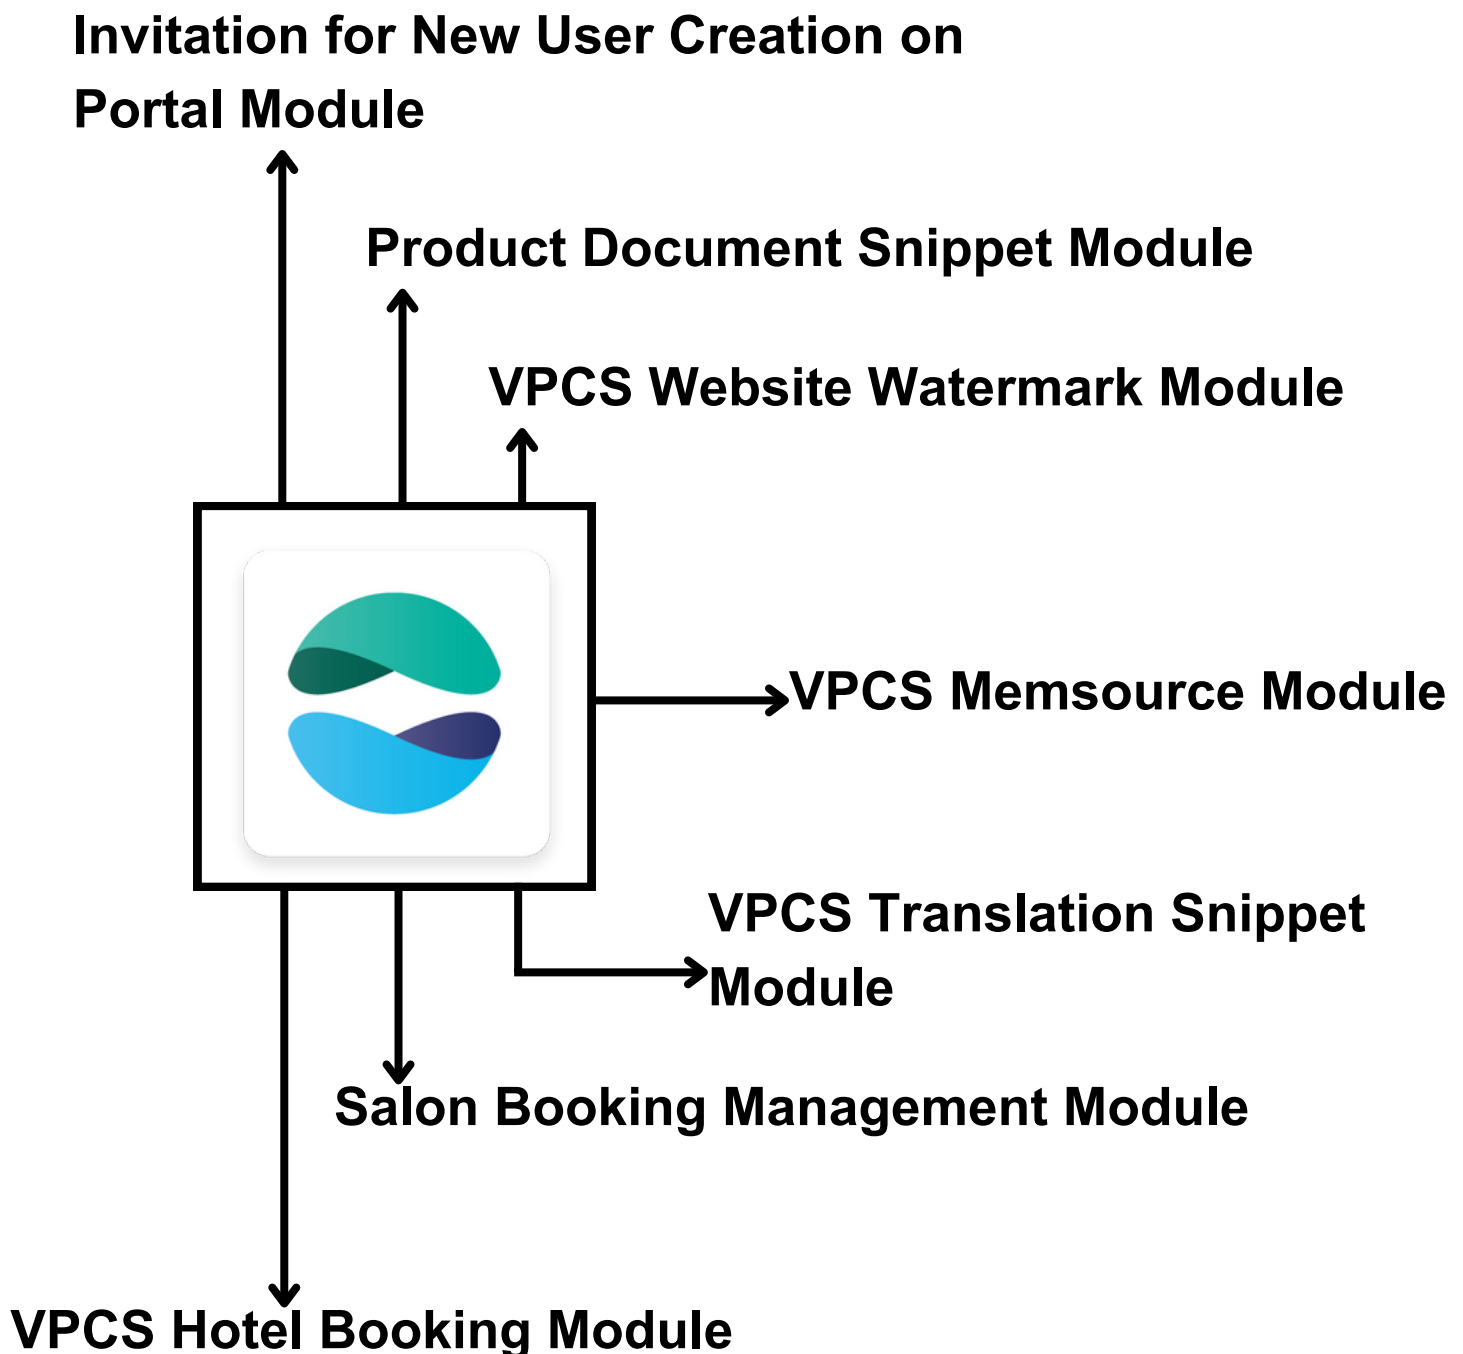 Invitation for New User Creation on
Portal Module
Product Document Snippet Module
VPCS Website Watermark Module
VPCS Memsource Module
VPCS Translation Snippet
Module
Salon Booking Management Module
VPCS Hotel Booking Module